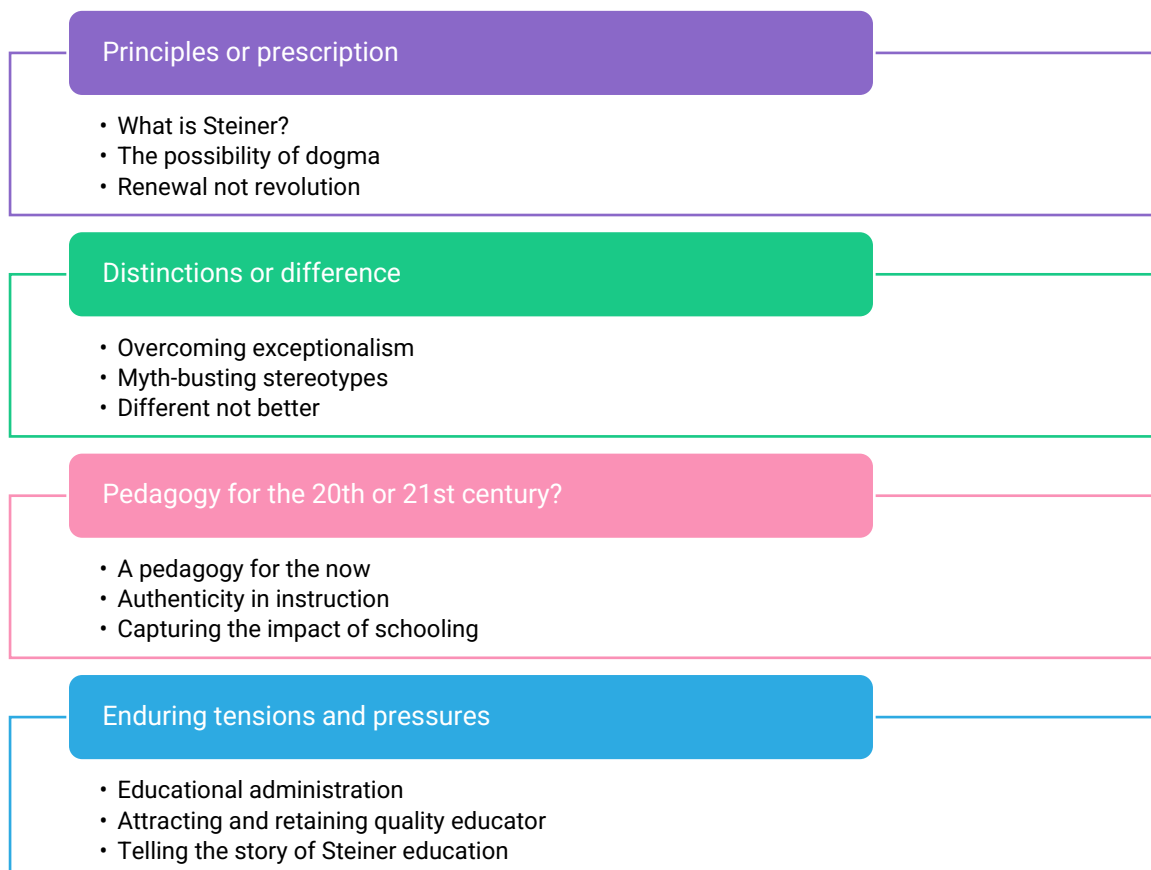 Principles or prescription
• What is Steiner?
• The possibility of dogma
• Renewal not revolution
Distinctions or difference
• Overcoming exceptionalism
• Myth-busting stereotypes
• Different not better
Pedagogy for the 20th or 21st century?
• A pedagogy for the now
• Authenticity in instruction
• Capturing the impact of schooling
Enduring tensions and pressures
• Educational administration
• Attracting and retaining quality educator
• Telling the story of Steiner education